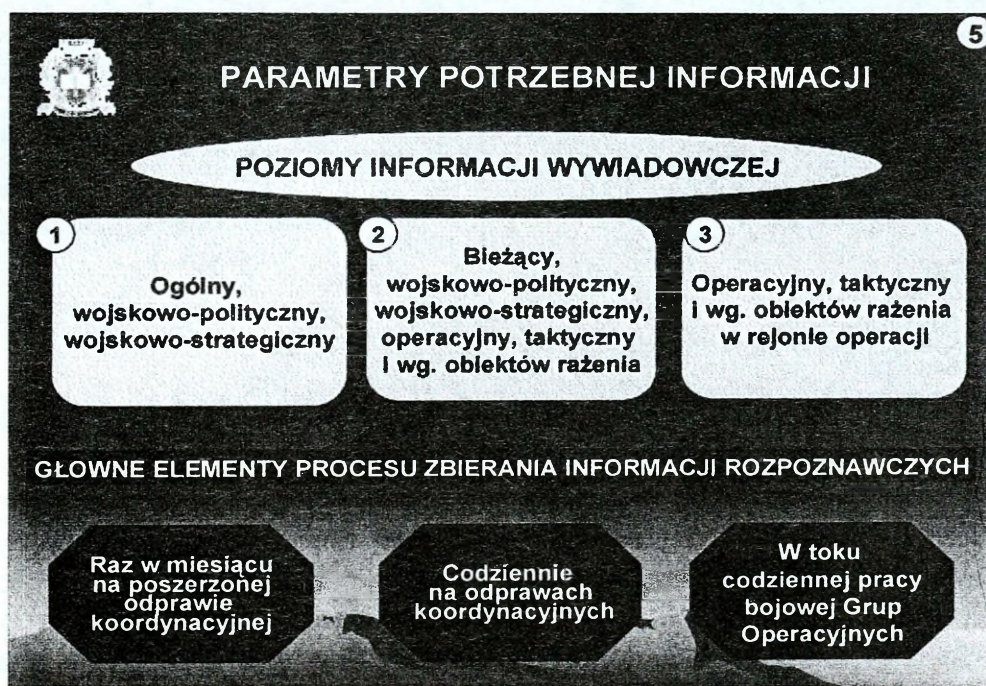 5
PARAMETRY POTRZEBNEJ INFORMACJI
POZIOMY INFORMACJI WYWIADOWCZEJ
1
Ogólny,
wojskowo-polityczny,
wojskowo-strategiczny
2
Bieżący,
wojskowo-polityczny,
wojskowo-strategiczny,
operacyjny, taktyczny
i wg. obiektów rażenia
3
Operacyjny, taktyczny
i wg. obiektów rażenia
w rejonie operacji
GŁOWNE ELEMENTY PROCESU ZBIERANIA INFORMACJI ROZPOZNAWCZYCH
Raz w miesiącu
na poszerzonej
odprawie
koordynacyjnej
Codziennie
na odprawach
koordynacyjnych
W toku
codziennej pracy
bojowej Grup
Operacyjnych